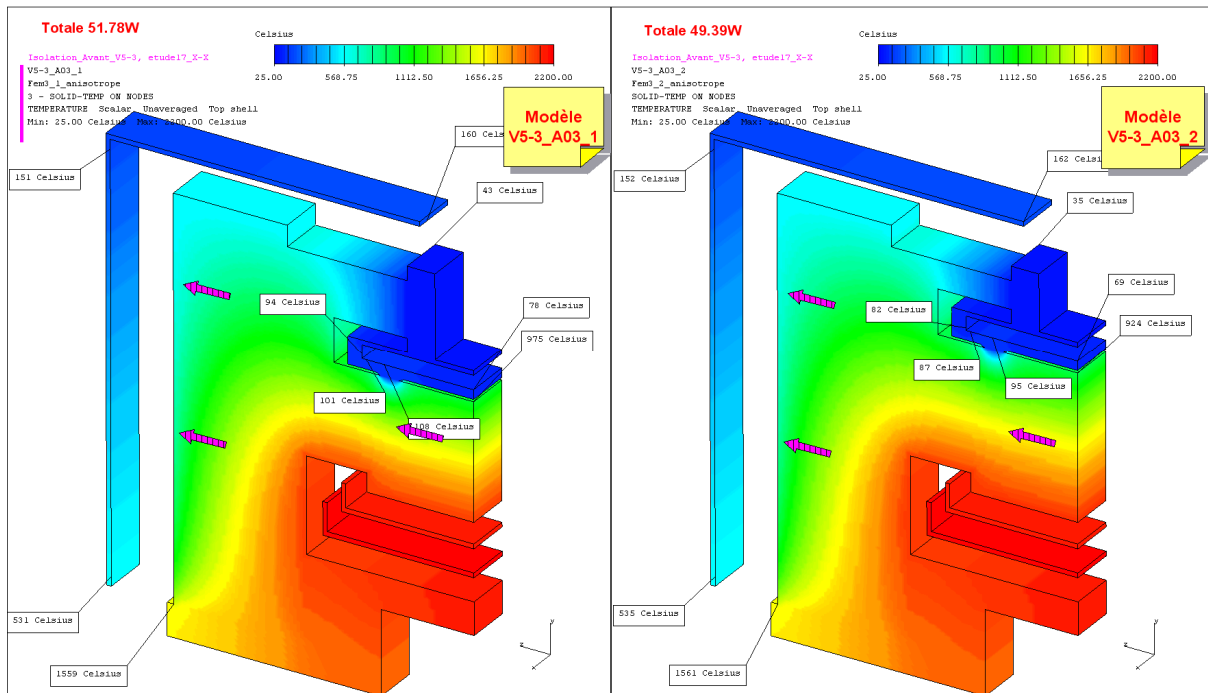 Totale 51.78W
Celsius
25.00 568.75 1112.50 1656.25 2200.00
Isolation_Avant_V5-3, etude17_X-X
V5-3_A03_1
Fem3_1_anisotrope
3 - SOLID-TEMP ON NODES
TEMPERATURE Scalar Unaveraged Top shell
Min: 25.00 Celsius Max: 2200.00 Celsius
Modèle
V5-3_A03_1
160 Cels
151 Celsius
43 Celsius
94 Celsius
78 Celsius
975 Celsius
101 Celsius
108 Celsius
531 Celsius
1559 Celsius
y
z
x
Totale 49.39W
Celsius
25.00 568.75 1112.50 1656.25 2200.00
Isolation_Avant_V5-3, etude17_X-X
V5-3_A03_2
Fem3_2_anisotrope
SOLID-TEMP ON NODES
TEMPERATURE Scalar Unaveraged Top shell
Min: 25.00 Celsius Max: 2200.00 Celsius
Modèle
V5-3_A03_2
162 Celsi
152 Celsius
35 Celsius
69 Celsius
82 Celsius
924 Celsius
87 Celsius
95 Celsius
535 Celsius
1561 Celsius
y
z
x